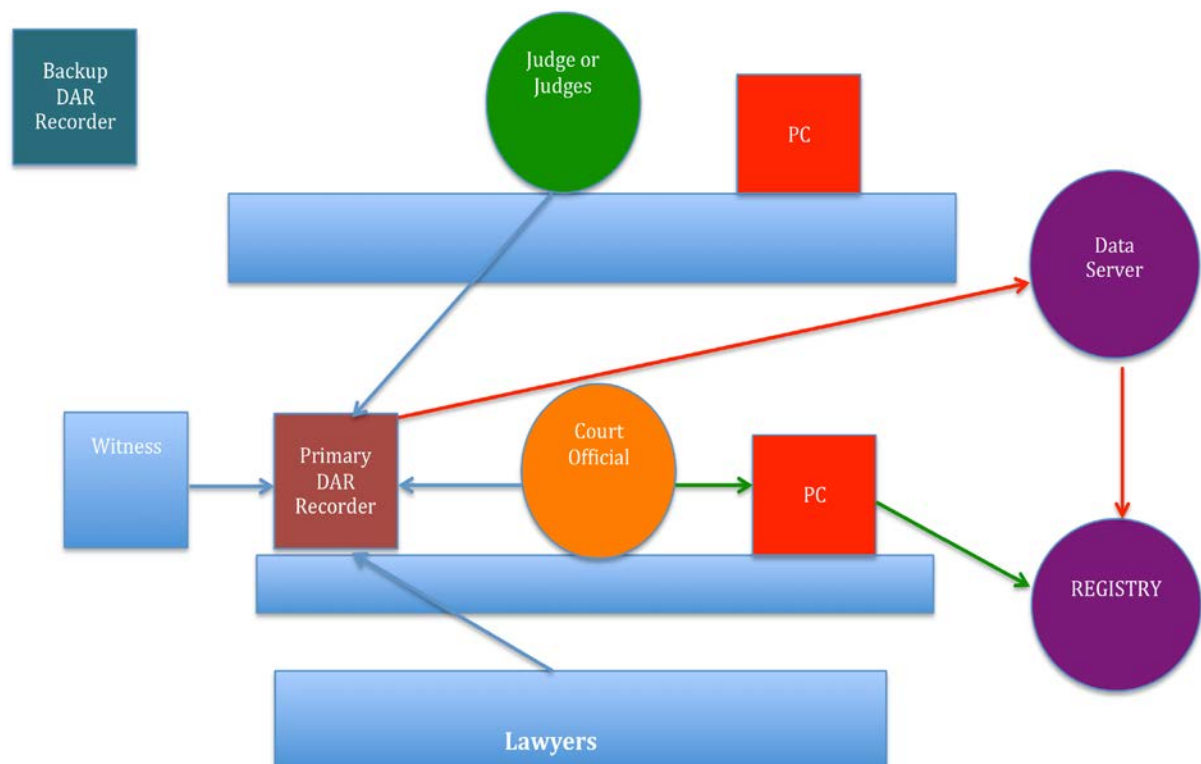 Backup
DAR
Recorder
Judge or
Judges
PC
Data
Server
Witness
Primary
DAR
Recorder
Court
Official
PC
REGISTRY
Lawyers